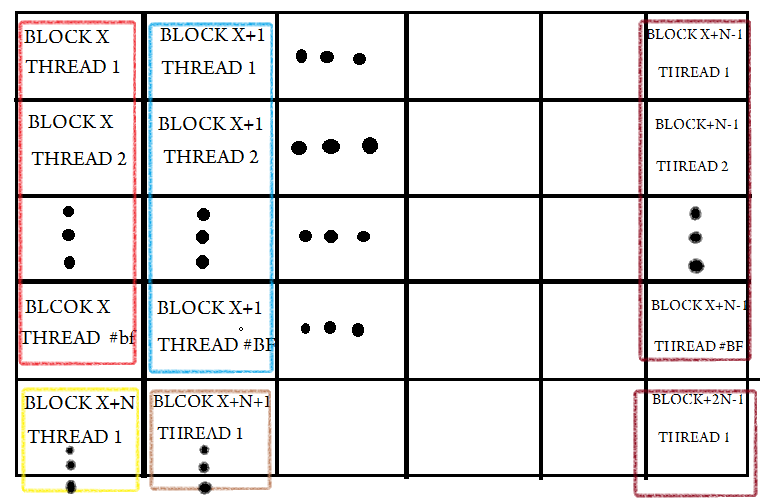 BLOCK X
THREAD 1
BLOCK X+1
THREAD 1
BLOCK X+N-1
THREAD 1
BLOCK X
THREAD 2
BLOCK X+1
THREAD 2
BLOCK+N-1
THREAD 2
BLCOK X
THREAD #bf
BLOCK X+1
THREAD #BF
BLOCK X+N-1
THREAD #BF
BLOCK X+N
THREAD 1
BLCOK X+N+1
THREAD 1
BLOCK+2N-1
THREAD 1